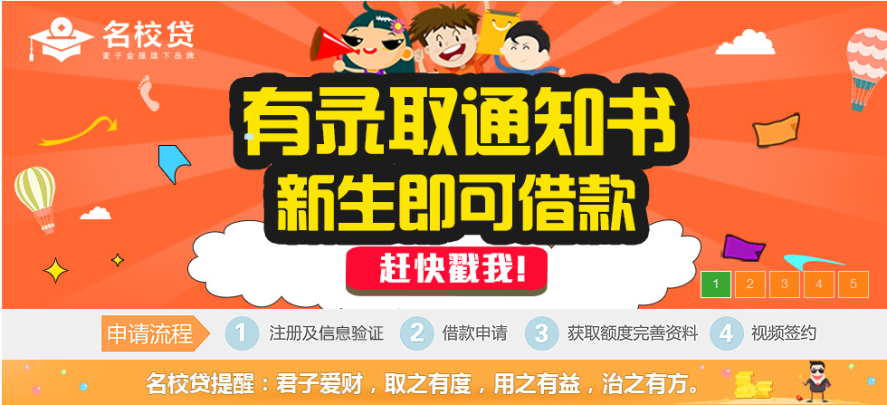 名校贷
麦子金服旗下品牌
有录取通知书
新生即可借款
赶快戳我!
1 2 3 4 5
申请流程 1 注册及信息验证 2 借款申请 3 获取额度完善资料 4 视频签约
名校贷提醒：君子爱财，取之有度，用之有益，治之有方。